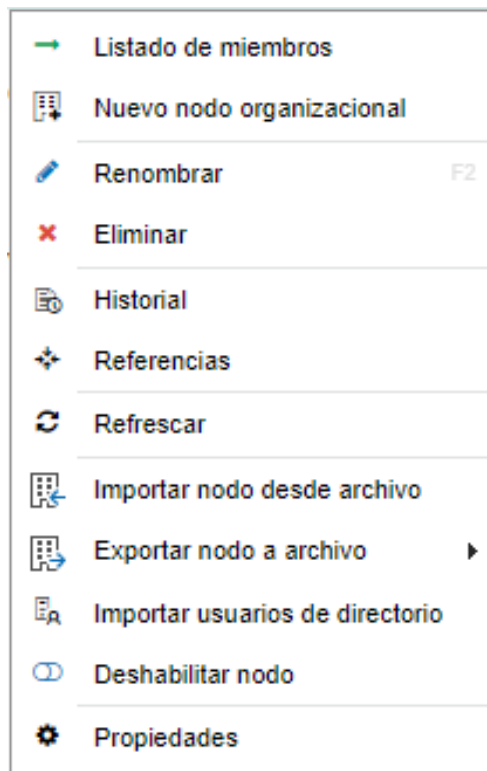 Listado de miembros
Nuevo nodo organizacional
Renombrar F2
Eliminar
Historial
Referencias
Refrescar
Importar nodo desde archivo
Exportar nodo a archivo
Importar usuarios de directorio
Deshabilitar nodo
Propiedades